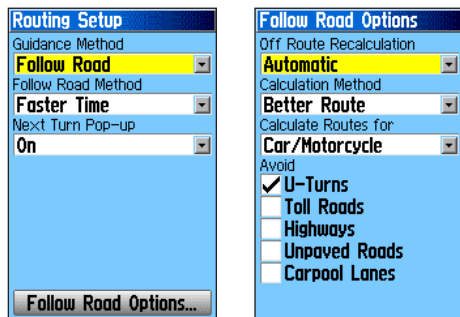 Routing Setup
Guidance Method
Follow Road
Follow Road Method
Faster Time
Next Turn Pop-up
On
Follow Road Options...
Follow Road Options
Off Route Recalculation
Automatic
Calculation Method
Better Route
Calculate Routes for
Car/Motorcycle
Avoid
U-Turns
Toll Roads
Highways
Unpaved Roads
Carpool Lanes